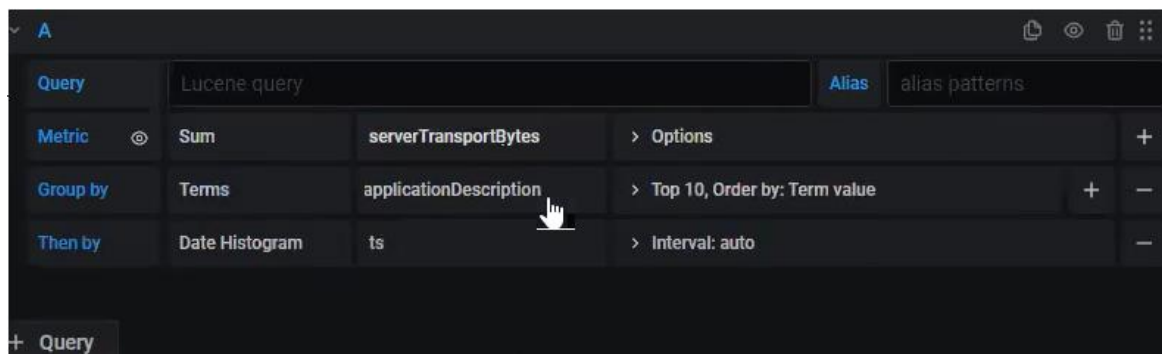 A
Query Lucene query Alias alias patterns
Metric Sum serverTransportBytes > Options +
Group by Terms applicationDescription > Top 10, Order by: Term value + −
Then by Date Histogram ts > Interval: auto −
+ Query